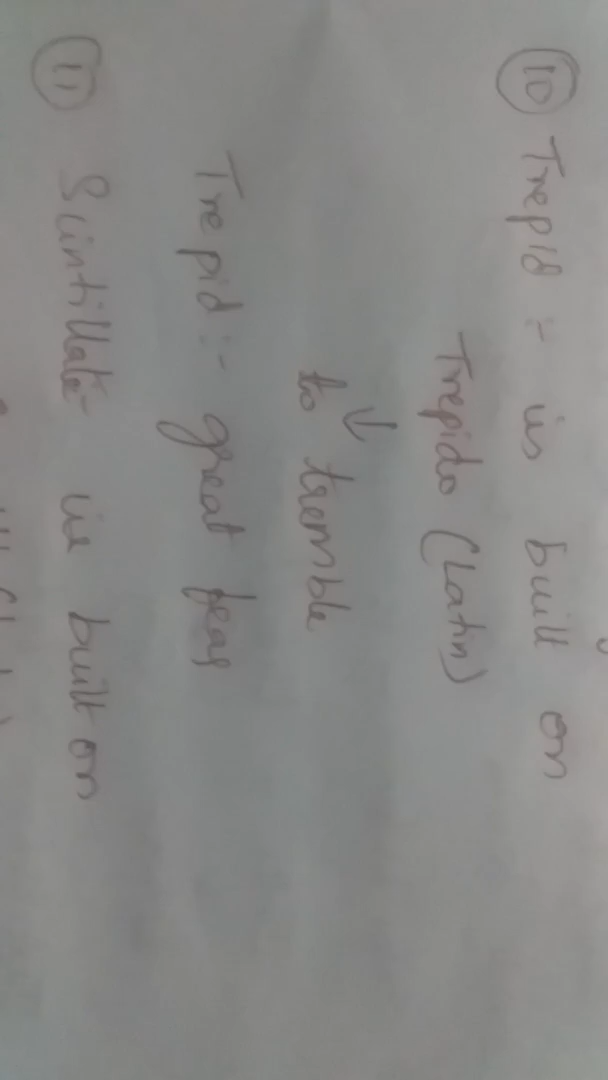 10 Trepid :- is built on
Trepido (Latin)
↓
to tremble
Trepid :- great fear
11 Scintillate is built on